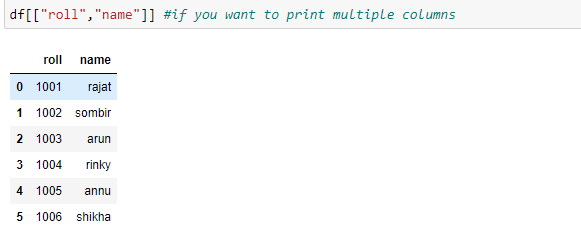 df[["roll","name"]] #if you want to print multiple columns
roll name
0 1001 rajat
1 1002 sombir
2 1003 arun
3 1004 rinky
4 1005 annu
5 1006 shikha